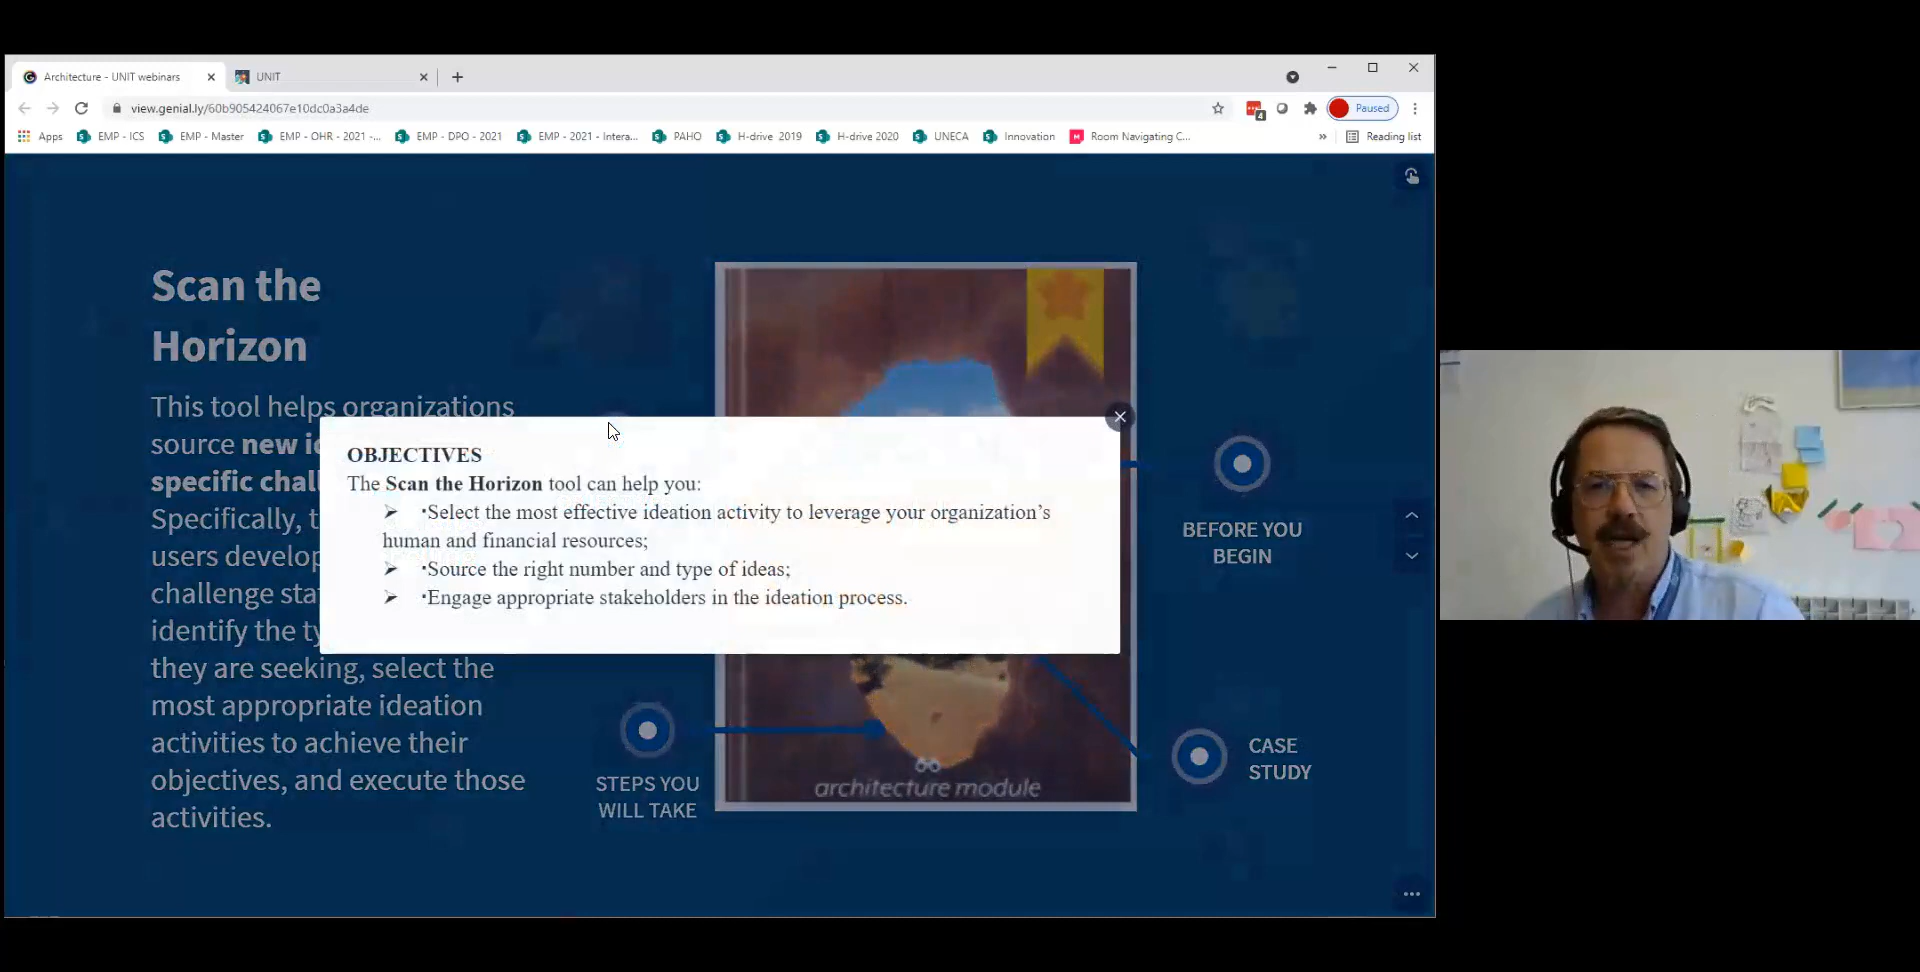 Architecture - UNIT webinars
UNIT
view.genial.ly/60b905424067e10dc0a3a4de
4
Paused
Apps
EMP - ICS
EMP - Master
EMP - OHR - 2021 -...
EMP - DPO - 2021
EMP - 2021 - Intera...
PAHO
H-drive 2019
H-drive 2020
UNECA
Innovation
Room Navigating C...
»
Reading list
Scan the
Horizon
This tool helps organizations
source new
specific
Specifically,
users develop
challenge
identify the
they are seeking, select the
most appropriate ideation
activities to achieve their
objectives, and execute those
activities.
OBJECTIVES
The Scan the Horizon tool can help you:
➢ ·Select the most effective ideation activity to leverage your organization’s
human and financial resources;
➢ ·Source the right number and type of ideas;
➢ ·Engage appropriate stakeholders in the ideation process.
BEFORE YOU
BEGIN
STEPS YOU
WILL TAKE
CASE
STUDY
architecture module